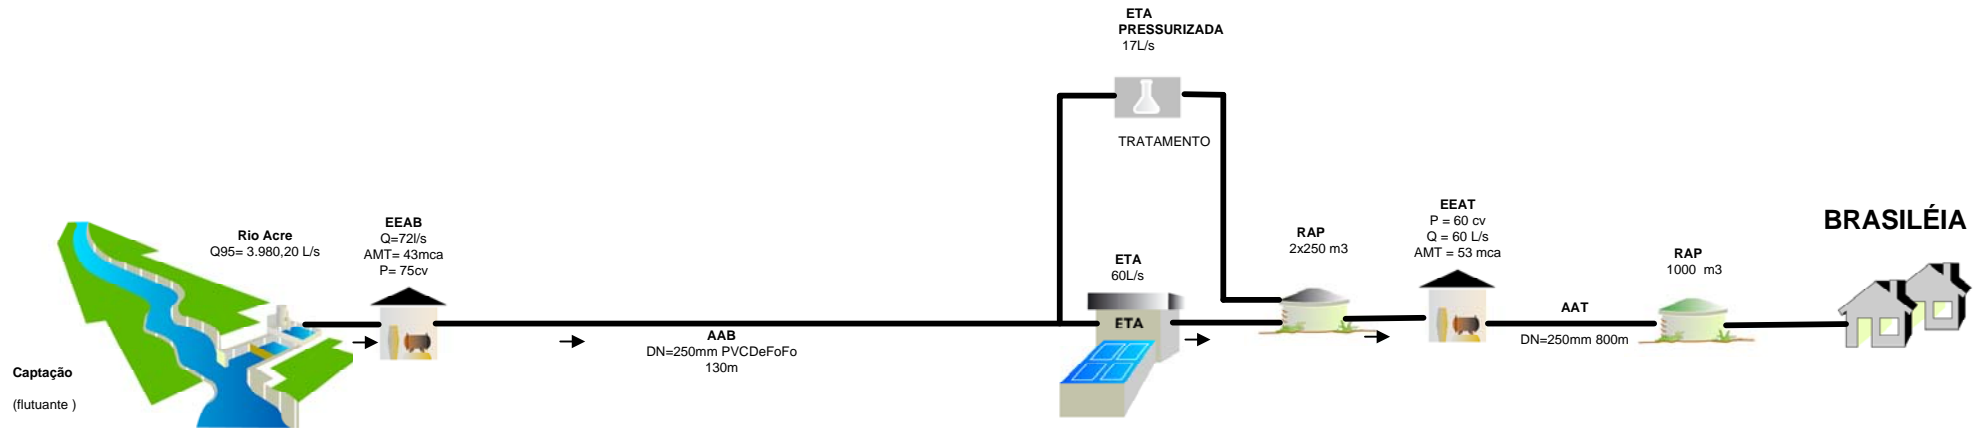 ETA
PRESSURIZADA
17L/s
TRATAMENTO
Rio Acre
Q95= 3.980,20 L/s
EEAB
Q=72l/s
AMT= 43mca
P= 75cv
AAB
DN=250mm PVCDeFoFo
130m
ETA
60L/s
ETA
RAP
2x250 m3
EEAT
P = 60 cv
Q = 60 L/s
AMT = 53 mca
AAT
DN=250mm 800m
RAP
1000 m3
BRASILÉIA
Captação
(flutuante )